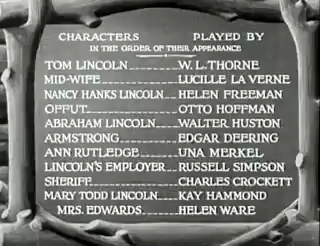 CHARACTERS PLAYED BY
IN THE ORDER OF THEIR APPEARANCE
TOM LINCOLN W. L. THORNE
MID-WIFE LUCILLE LA VERNE
NANCY HANKS LINCOLN HELEN FREEMAN
OFFUT OTTO HOFFMAN
ABRAHAM LINCOLN WALTER HUSTON
ARMSTRONG EDGAR DEERING
ANN RUTLEDGE UNA MERKEL
LINCOLN'S EMPLOYER RUSSELL SIMPSON
SHERIFF CHARLES CROCKETT
MARY TODD LINCOLN KAY HAMMOND
MRS. EDWARDS HELEN WARE